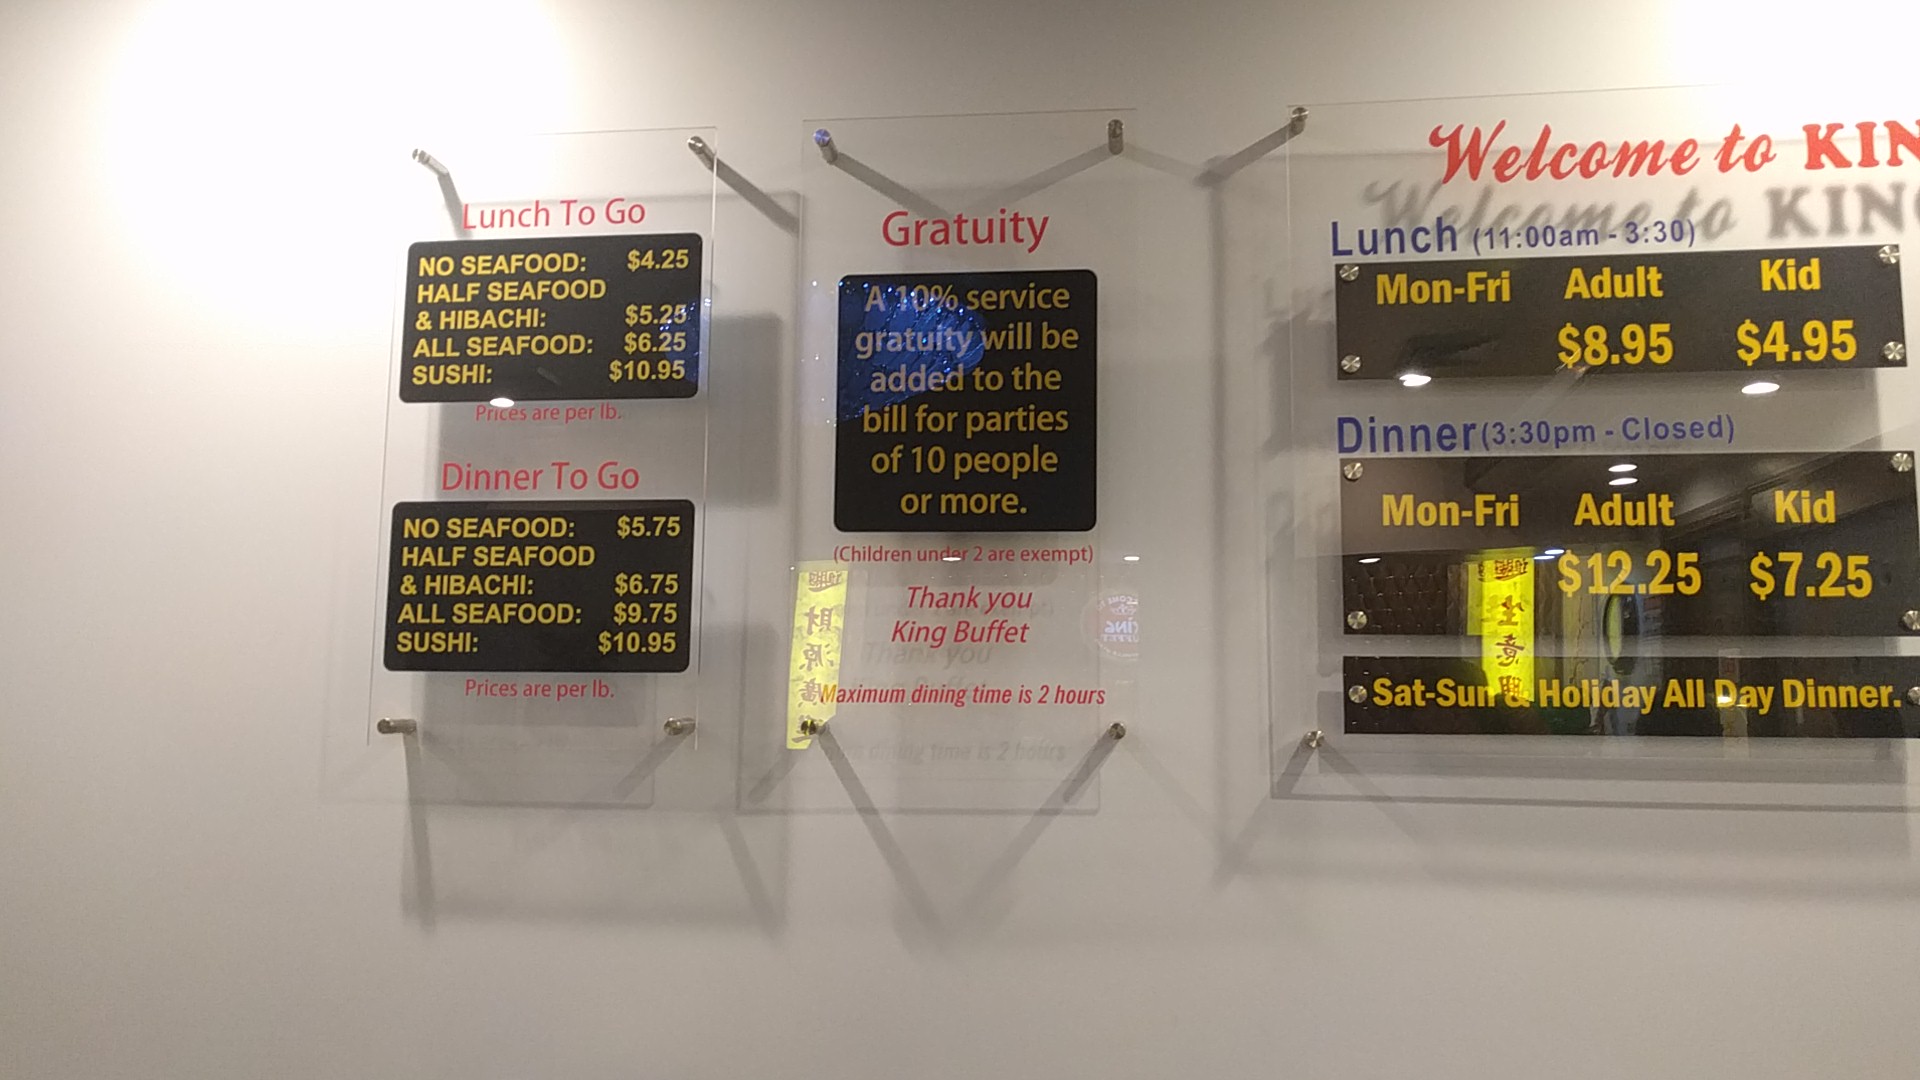 Lunch To Go
NO SEAFOOD: $4.25
HALF SEAFOOD
& HIBACHI: $5.25
ALL SEAFOOD: $6.25
SUSHI: $10.95
Prices are per lb.
Dinner To Go
NO SEAFOOD: $5.75
HALF SEAFOOD
& HIBACHI: $6.75
ALL SEAFOOD: $9.75
SUSHI: $10.95
Prices are per lb.
Gratuity
A 10% service
gratuity will be
added to the
bill for parties
of 10 people
or more.
(Children under 2 are exempt)
Thank you
King Buffet
Maximum dining time is 2 hours
Welcome to KIN
Lunch (11:00am - 3:30)
Mon-Fri Adult Kid
$8.95 $4.95
Dinner (3:30pm - Closed)
Mon-Fri Adult Kid
$12.25 $7.25
Sat-Sun & Holiday All Day Dinner.